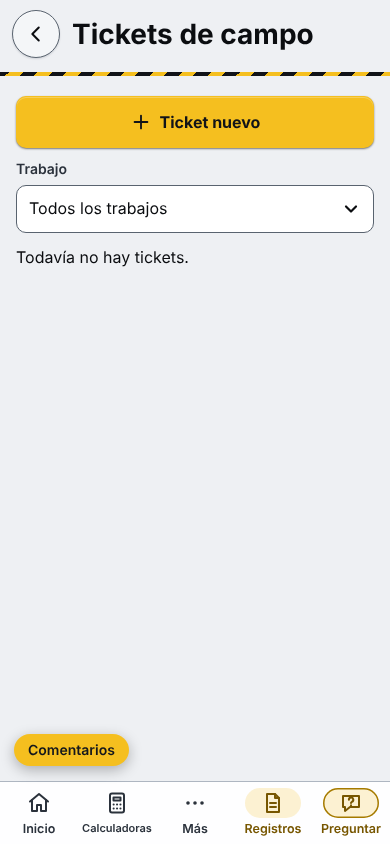 Tickets de campo
Ticket nuevo
Trabajo
Todos los trabajos
Todavía no hay tickets.
Comentarios
Inicio
Calculadoras
Más
Registros
Preguntar